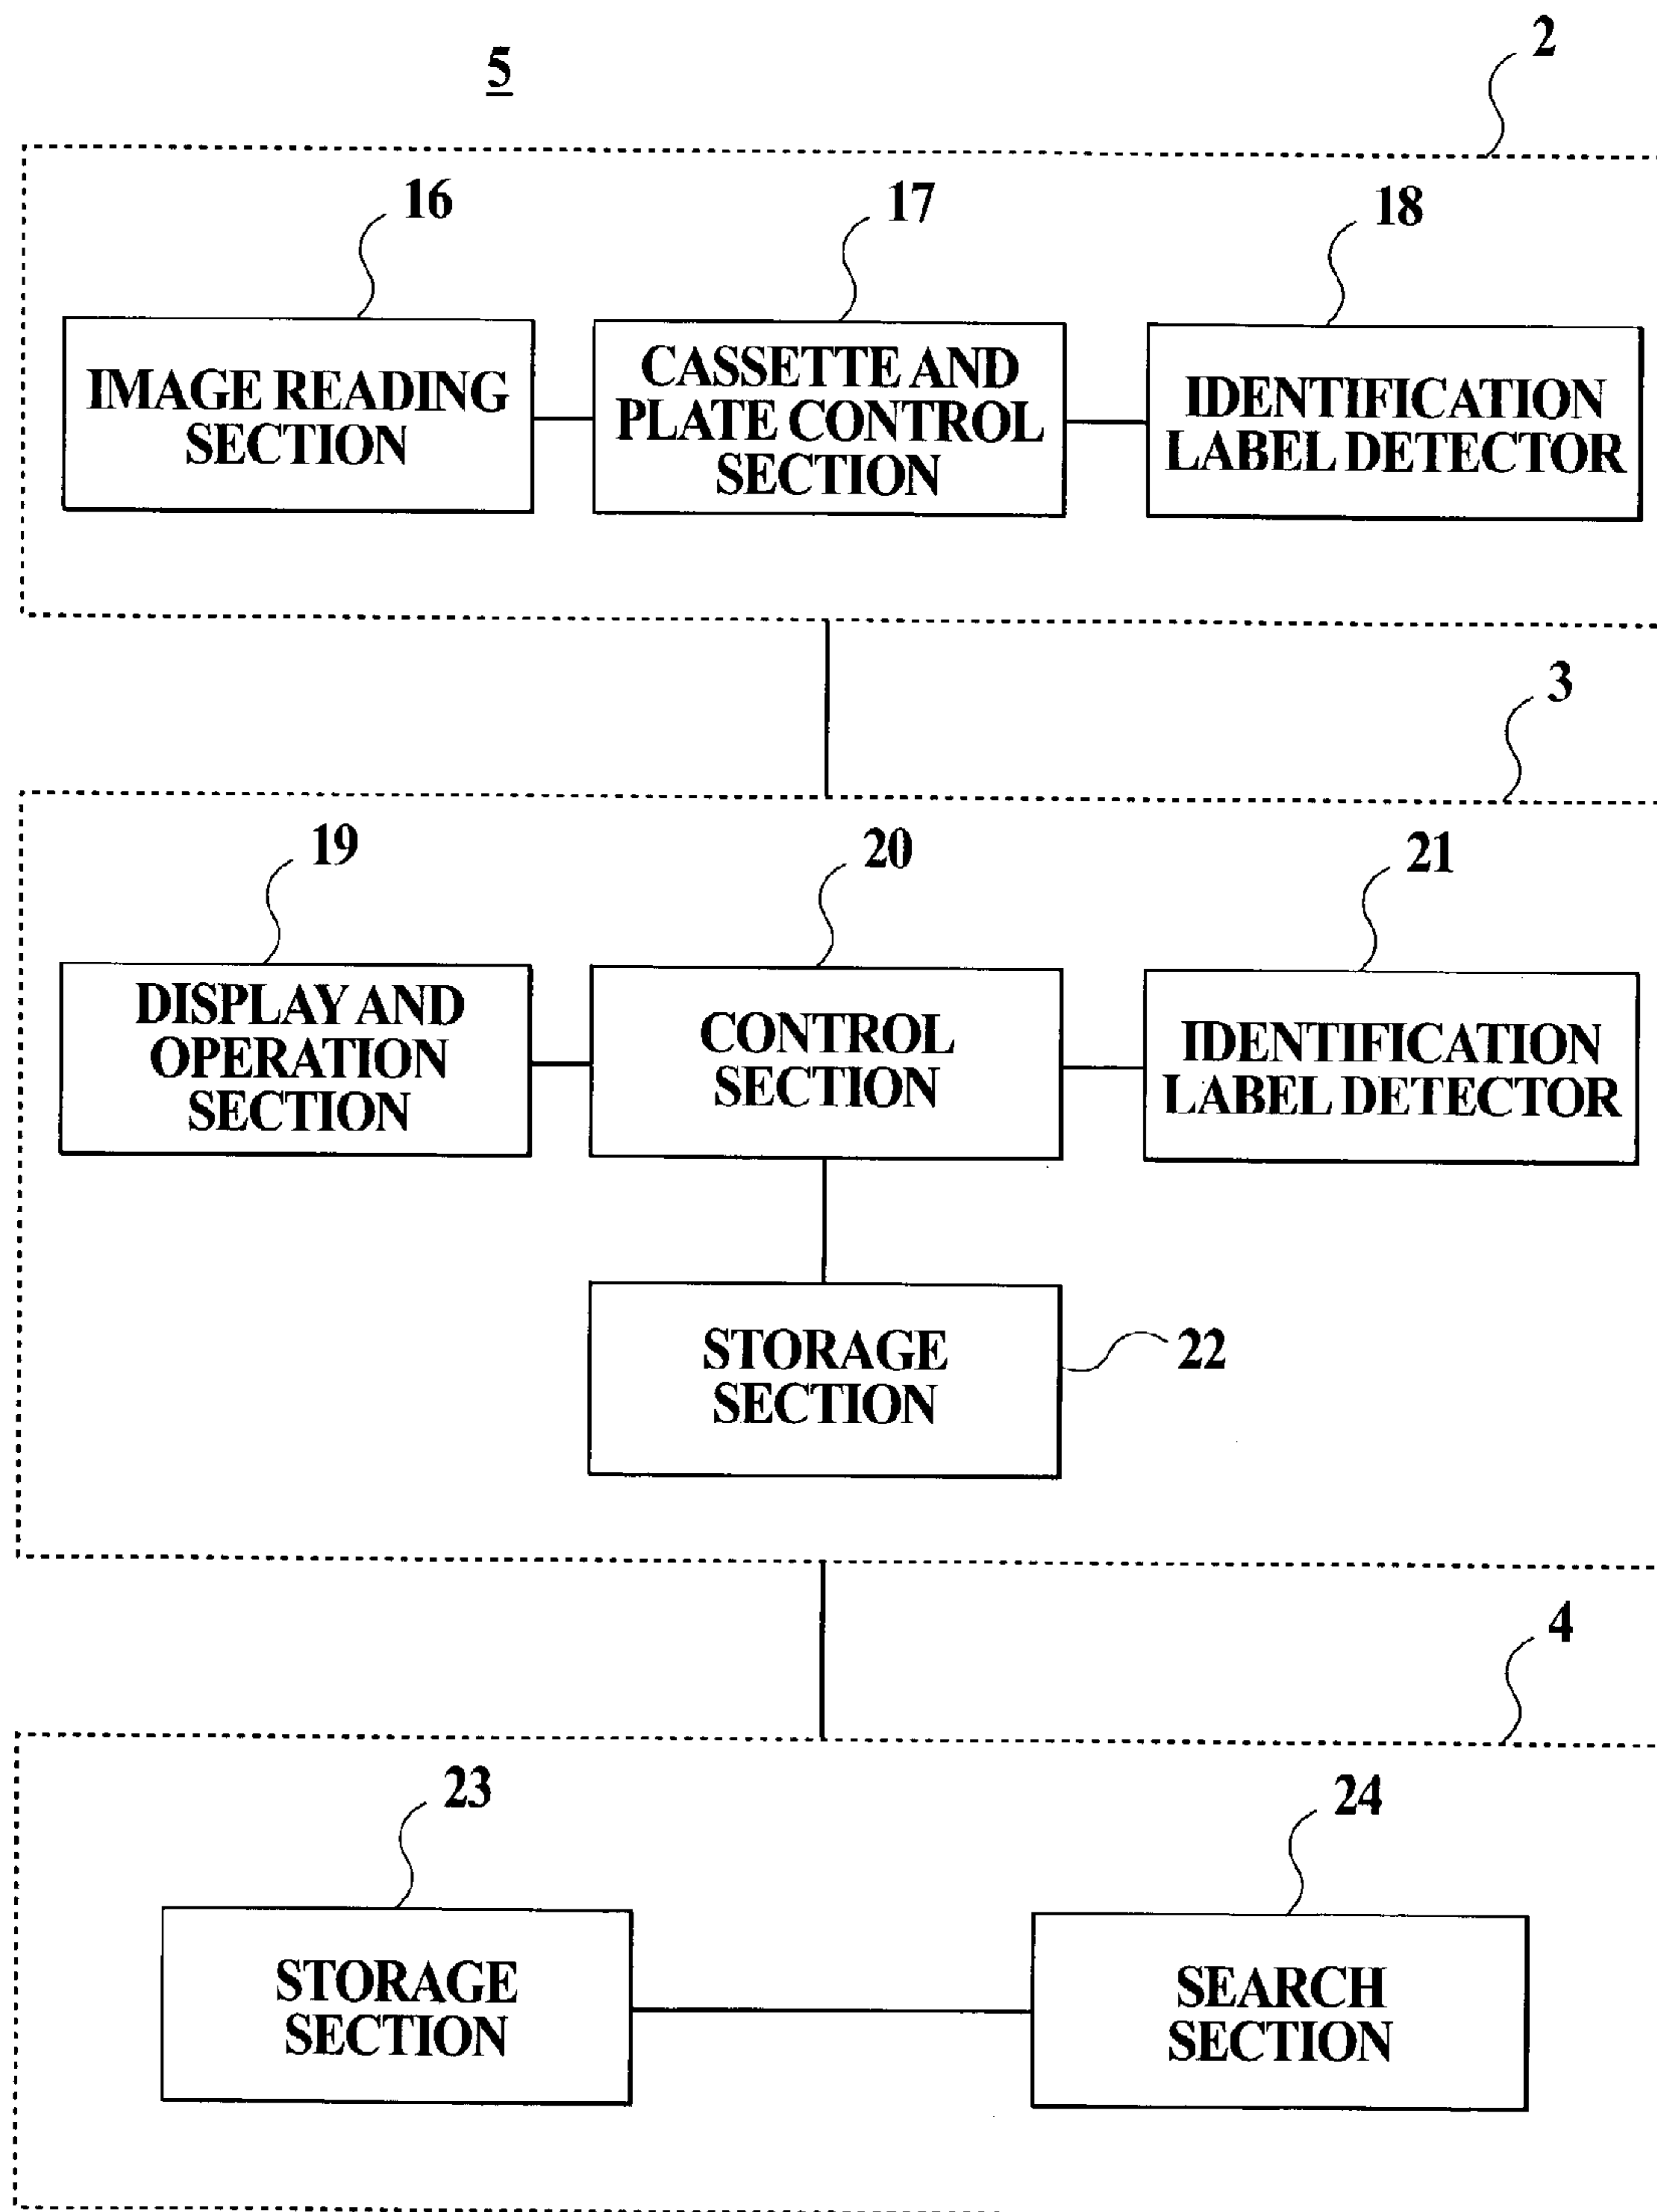 5
2
16
17
18
IMAGE READING
SECTION
CASSETTE AND
PLATE CONTROL
SECTION
IDENTIFICATION
LABEL DETECTOR
3
19
20
21
DISPLAY AND
OPERATION
SECTION
CONTROL
SECTION
IDENTIFICATION
LABEL DETECTOR
STORAGE
SECTION
22
4
23
24
STORAGE
SECTION
SEARCH
SECTION